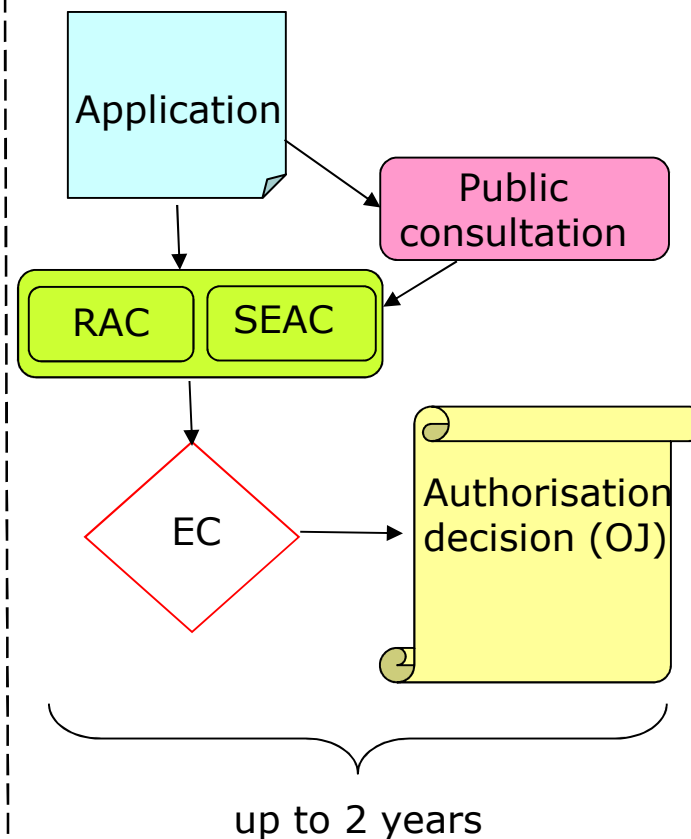 Application
Public
consultation
RAC
SEAC
EC
Authorisation
decision (OJ)
up to 2 years